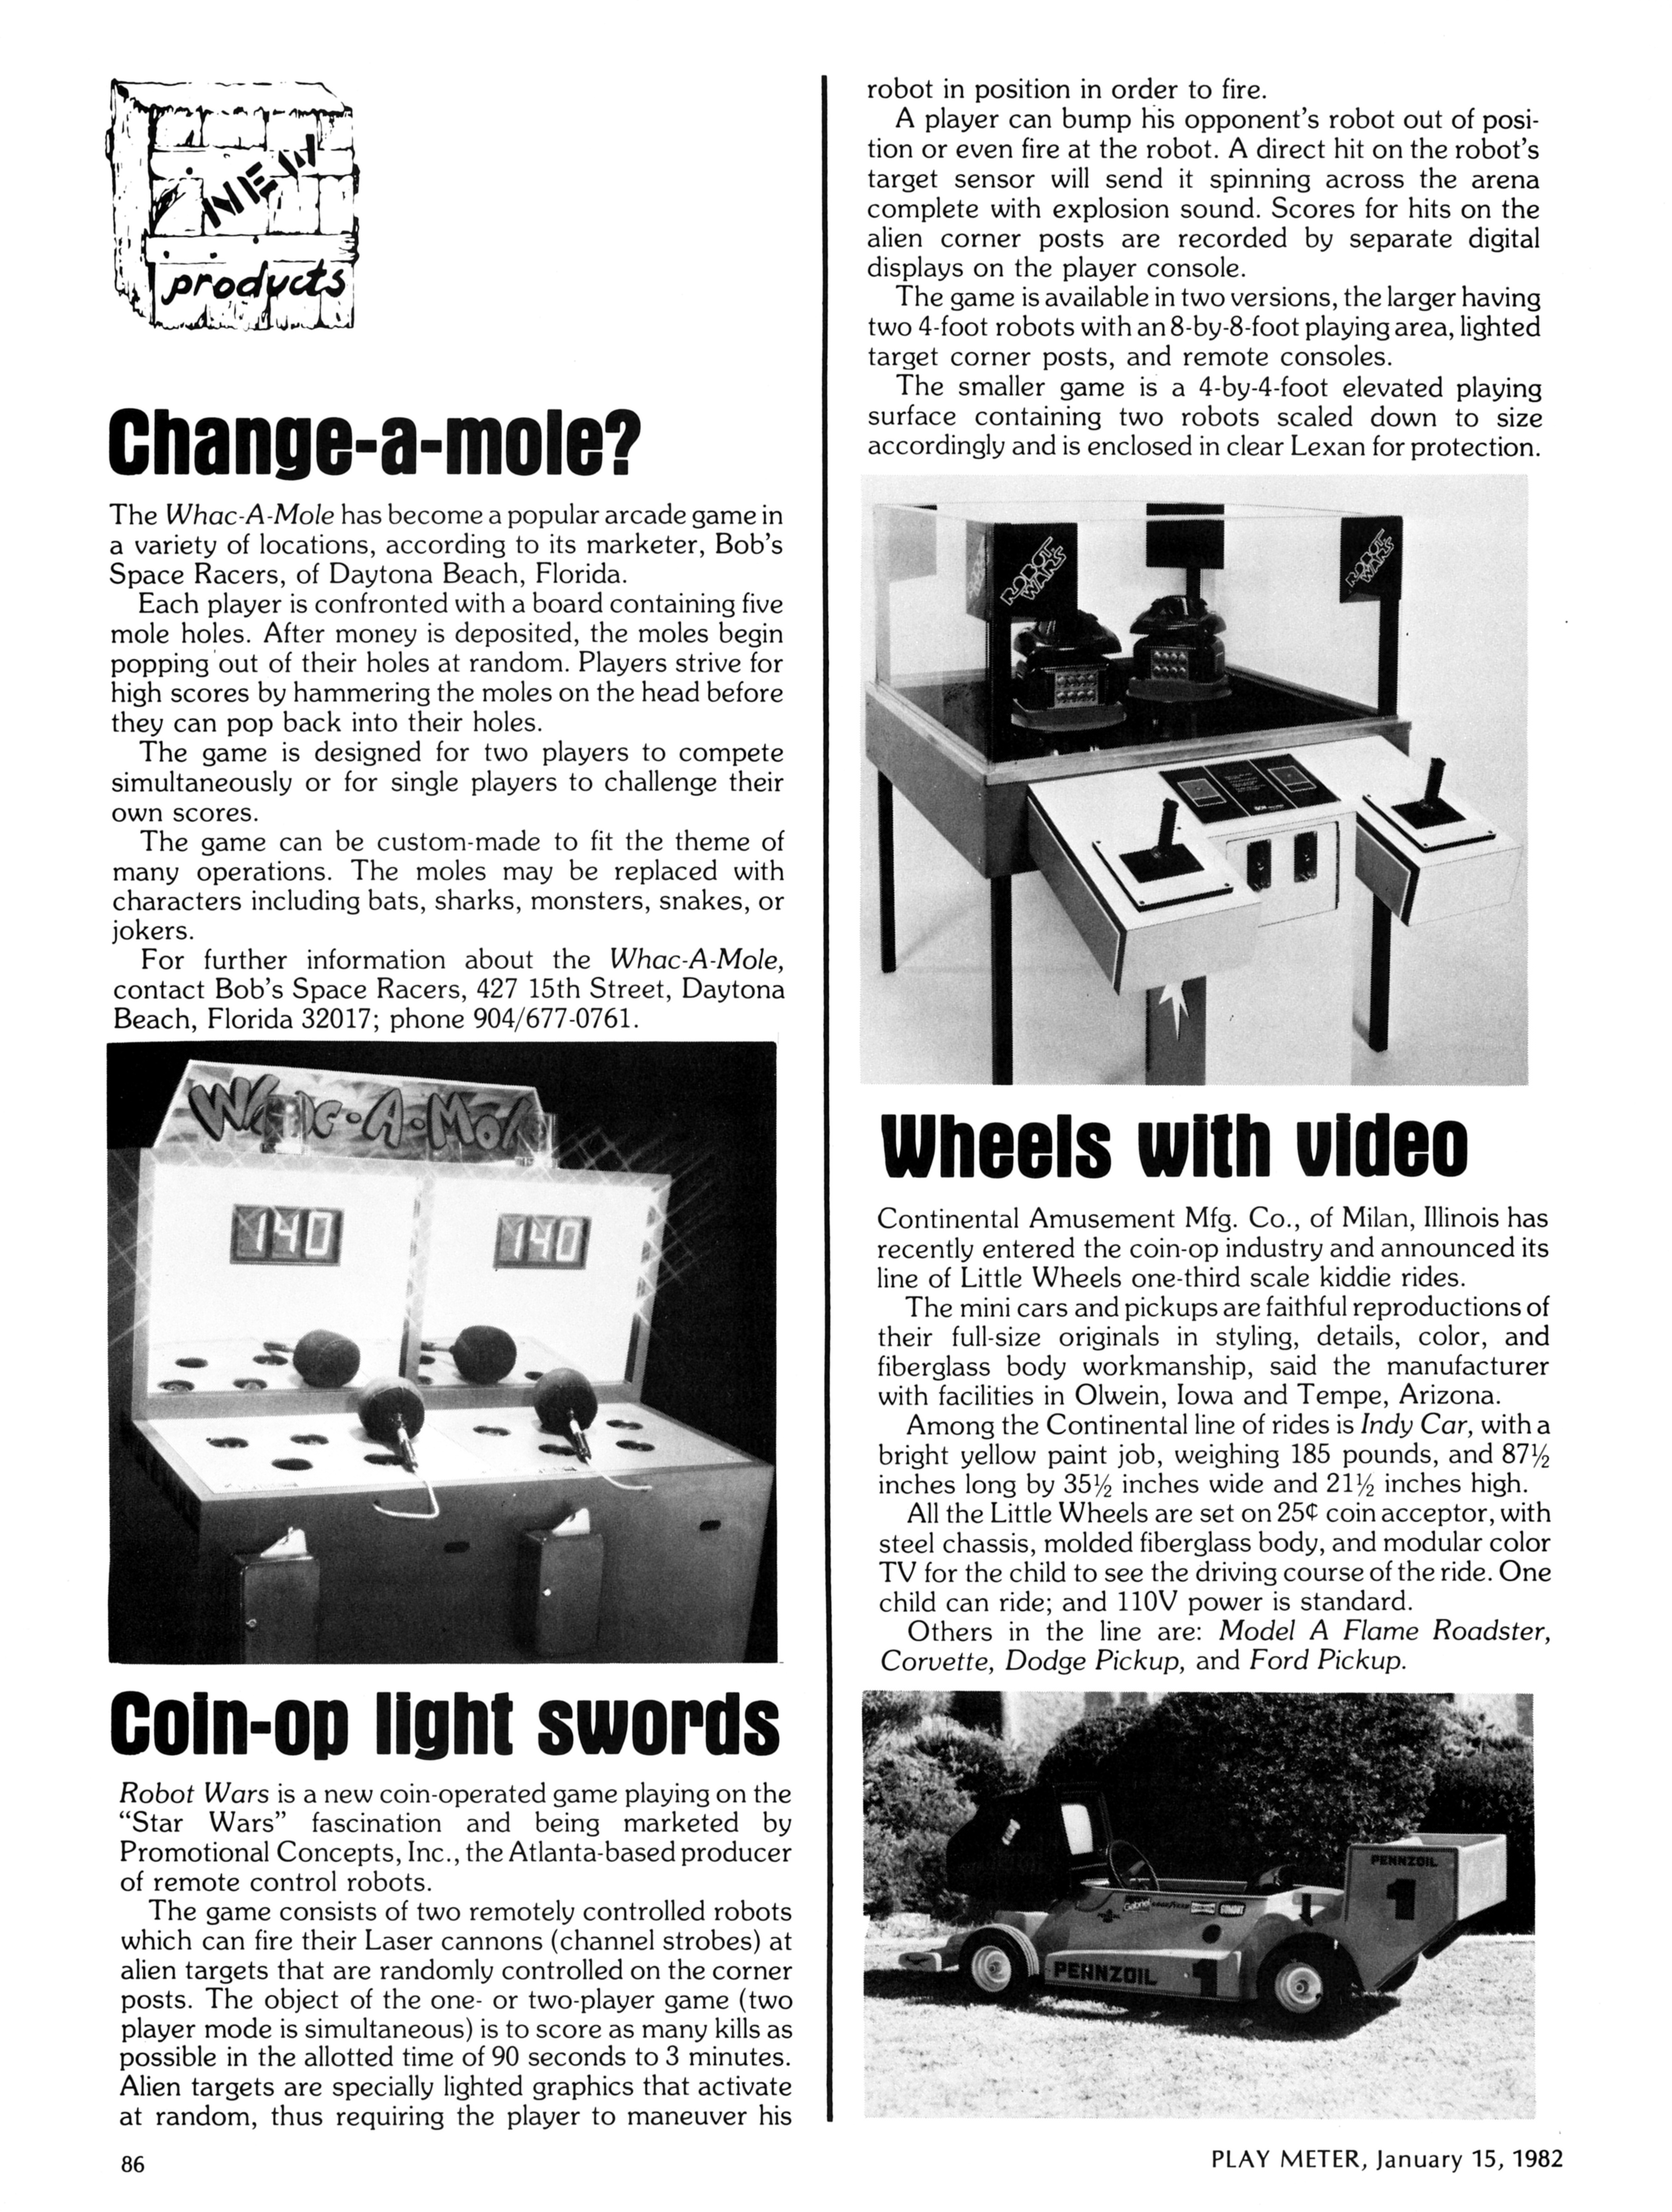 NEW
products
Change-a-mole?
The Whac-A-Mole has become a popular arcade game in
a variety of locations, according to its marketer, Bob's
Space Racers, of Daytona Beach, Florida.
Each player is confronted with a board containing five
mole holes. After money is deposited, the moles begin
popping out of their holes at random. Players strive for
high scores by hammering the moles on the head before
they can pop back into their holes.
The game is designed for two players to compete
simultaneously or for single players to challenge their
own scores.
The game can be custom-made to fit the theme of
many operations. The moles may be replaced with
characters including bats, sharks, monsters, snakes, or
jokers.
For further information about the Whac-A-Mole,
contact Bob's Space Racers, 427 15th Street, Daytona
Beach, Florida 32017; phone 904/677-0761.
Whac-A-Mole
140
140
Coin-op light swords
Robot Wars is a new coin-operated game playing on the
“Star Wars” fascination and being marketed by
Promotional Concepts, Inc., the Atlanta-based producer
of remote control robots.
The game consists of two remotely controlled robots
which can fire their Laser cannons (channel strobes) at
alien targets that are randomly controlled on the corner
posts. The object of the one- or two-player game (two
player mode is simultaneous) is to score as many kills as
possible in the allotted time of 90 seconds to 3 minutes.
Alien targets are specially lighted graphics that activate
at random, thus requiring the player to maneuver his
robot in position in order to fire.
A player can bump his opponent's robot out of posi-
tion or even fire at the robot. A direct hit on the robot's
target sensor will send it spinning across the arena
complete with explosion sound. Scores for hits on the
alien corner posts are recorded by separate digital
displays on the player console.
The game is available in two versions, the larger having
two 4-foot robots with an 8-by-8-foot playing area, lighted
target corner posts, and remote consoles.
The smaller game is a 4-by-4-foot elevated playing
surface containing two robots scaled down to size
accordingly and is enclosed in clear Lexan for protection.
ROBOT
WARS
ROBOT
WARS
Wheels with video
Continental Amusement Mfg. Co., of Milan, Illinois has
recently entered the coin-op industry and announced its
line of Little Wheels one-third scale kiddie rides.
The mini cars and pickups are faithful reproductions of
their full-size originals in styling, details, color, and
fiberglass body workmanship, said the manufacturer
with facilities in Olwein, Iowa and Tempe, Arizona.
Among the Continental line of rides is Indy Car, with a
bright yellow paint job, weighing 185 pounds, and 87½
inches long by 35½ inches wide and 21½ inches high.
All the Little Wheels are set on 25¢ coin acceptor, with
steel chassis, molded fiberglass body, and modular color
TV for the child to see the driving course of the ride. One
child can ride; and 110V power is standard.
Others in the line are: Model A Flame Roadster,
Corvette, Dodge Pickup, and Ford Pickup.
PENNZOIL
1
Gabriel GOODYEAR
PENNZOIL 1
86
PLAY METER, January 15, 1982